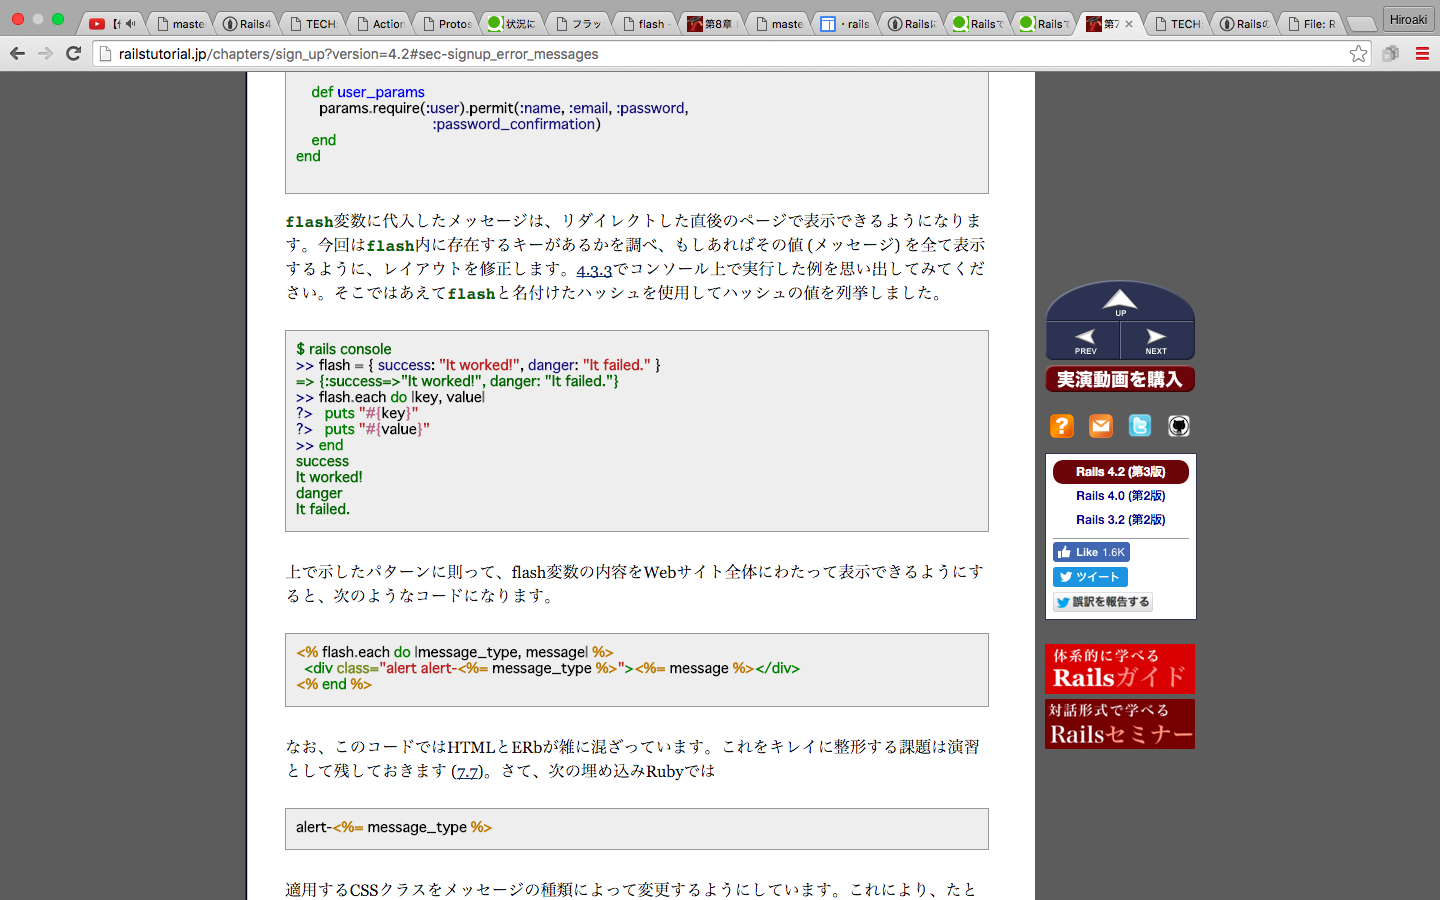 【作
maste
Rails4
TECH:
Action
Protos
状況に
フラッ
flash -
第8章
maste
- rails
Railsに
Railsで
Railsで
第7
TECH
Railsの
File: R
Hiroaki
railstutorial.jp/chapters/sign_up?version=4.2#sec-signup_error_messages
def user_params
params.require(:user).permit(:name, :email, :password,
:password_confirmation)
end
end
flash変数に代入したメッセージは、リダイレクトした直後のページで表示できるようになりま
す。今回はflash内に存在するキーがあるかを調べ、もしあればその値 (メッセージ) を全て表示
するように、レイアウトを修正します。4.3.3でコンソール上で実行した例を思い出してみてくだ
さい。そこではあえてflashと名付けたハッシュを使用してハッシュの値を列挙しました。
$ rails console
>> flash = { success: "It worked!", danger: "It failed." }
=> {:success=>"It worked!", danger: "It failed."}
>> flash.each do |key, value|
?>   puts "#{key}"
?>   puts "#{value}"
>> end
success
It worked!
danger
It failed.
上で示したパターンに則って、flash変数の内容をWebサイト全体にわたって表示できるようにす
ると、次のようなコードになります。
<% flash.each do |message_type, message| %>
<div class="alert alert-<%= message_type %>"><%= message %></div>
<% end %>
なお、このコードではHTMLとERbが雑に混ざっています。これをキレイに整形する課題は演習
として残しておきます (7.7)。さて、次の埋め込みRubyでは
alert-<%= message_type %>
適用するCSSクラスをメッセージの種類によって変更するようにしています。これにより、たと
UP
PREV
NEXT
実演動画を購入
Rails 4.2 (第3版)
Rails 4.0 (第2版)
Rails 3.2 (第2版)
Like 1.6K
ツイート
誤訳を報告する
体系的に学べる
Railsガイド
対話形式で学べる
Railsセミナー